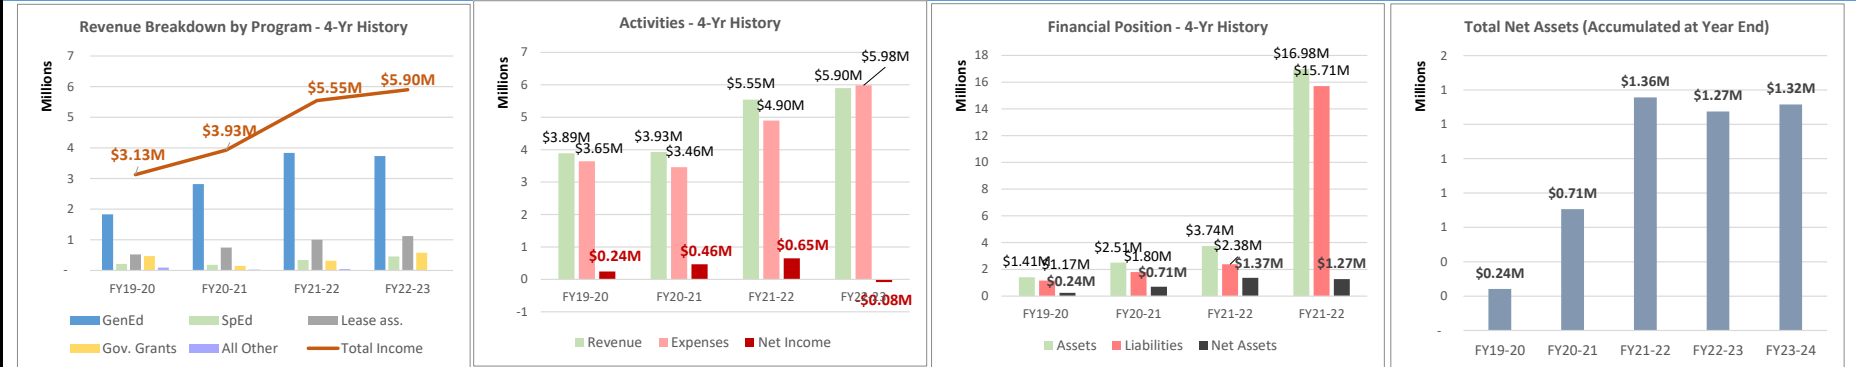 Revenue Breakdown by Program - 4-Yr History
Millions
7
6
5
4
3
2
1
-
$3.13M
$3.93M
$5.55M
$5.90M
FY19-20 FY20-21 FY21-22 FY22-23
GenEd SpEd Lease ass.
Gov. Grants All Other Total Income
Activities - 4-Yr History
Millions
7
6
5
4
3
2
1
0
-1
$3.89M
$3.65M
$0.24M
$3.93M
$3.46M
$0.46M
$5.55M
$4.90M
$0.65M
$5.90M
$5.98M
-$0.08M
FY19-20 FY20-21 FY21-22 FY22-23
Revenue Expenses Net Income
Financial Position - 4-Yr History
Millions
18
16
14
12
10
8
6
4
2
0
$1.41M
$1.17M
$0.24M
$2.51M
$1.80M
$0.71M
$3.74M
$2.38M
$1.37M
$16.98M
$15.71M
$1.27M
FY19-20 FY20-21 FY21-22 FY21-22
Assets Liabilities Net Assets
Total Net Assets (Accumulated at Year End)
Millions
2
1
1
1
1
1
0
0
-
$0.24M
$0.71M
$1.36M
$1.27M
$1.32M
FY19-20 FY20-21 FY21-22 FY22-23 FY23-24